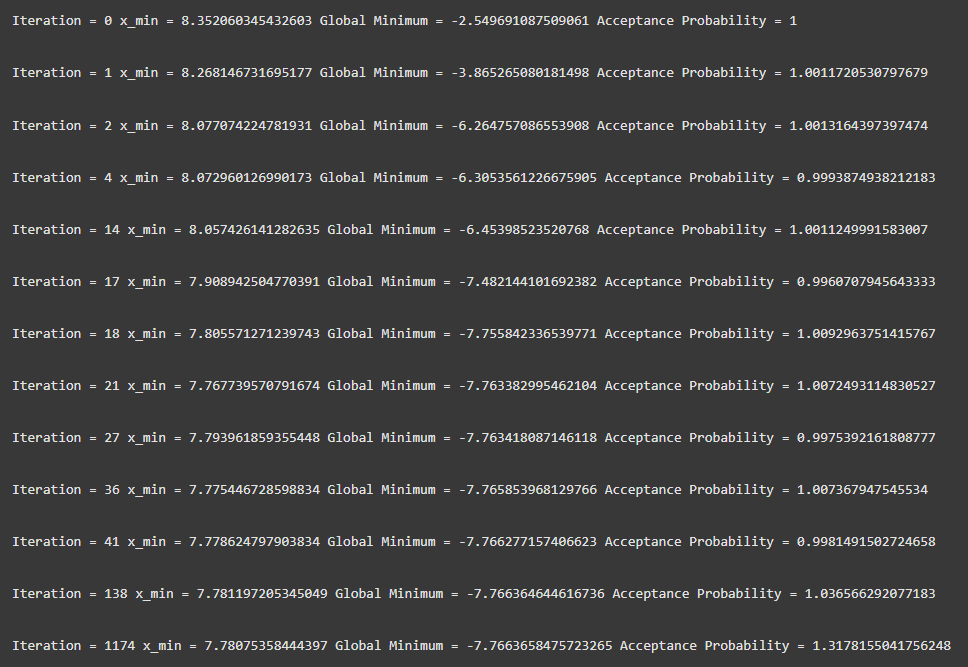 Iteration = 0 x_min = 8.352060345432603 Global Minimum = -2.549691087509061 Acceptance Probability = 1
Iteration = 1 x_min = 8.268146731695177 Global Minimum = -3.865265080181498 Acceptance Probability = 1.0011720530797679
Iteration = 2 x_min = 8.077074224781931 Global Minimum = -6.264757086553908 Acceptance Probability = 1.0013164397397474
Iteration = 4 x_min = 8.072960126990173 Global Minimum = -6.3053561226675905 Acceptance Probability = 0.9993874938212183
Iteration = 14 x_min = 8.057426141282635 Global Minimum = -6.45398523520768 Acceptance Probability = 1.0011249991583007
Iteration = 17 x_min = 7.908942504770391 Global Minimum = -7.482144101692382 Acceptance Probability = 0.9960707945643333
Iteration = 18 x_min = 7.805571271239743 Global Minimum = -7.755842336539771 Acceptance Probability = 1.0092963751415767
Iteration = 21 x_min = 7.767739570791674 Global Minimum = -7.763382995462104 Acceptance Probability = 1.0072493114830527
Iteration = 27 x_min = 7.793961859355448 Global Minimum = -7.763418087146118 Acceptance Probability = 0.9975392161808777
Iteration = 36 x_min = 7.775446728598834 Global Minimum = -7.765853968129766 Acceptance Probability = 1.007367947545534
Iteration = 41 x_min = 7.778624797903834 Global Minimum = -7.766277157406623 Acceptance Probability = 0.9981491502724658
Iteration = 138 x_min = 7.781197205345049 Global Minimum = -7.766364644616736 Acceptance Probability = 1.036566292077183
Iteration = 1174 x_min = 7.78075358444397 Global Minimum = -7.7663658475723265 Acceptance Probability = 1.3178155041756248